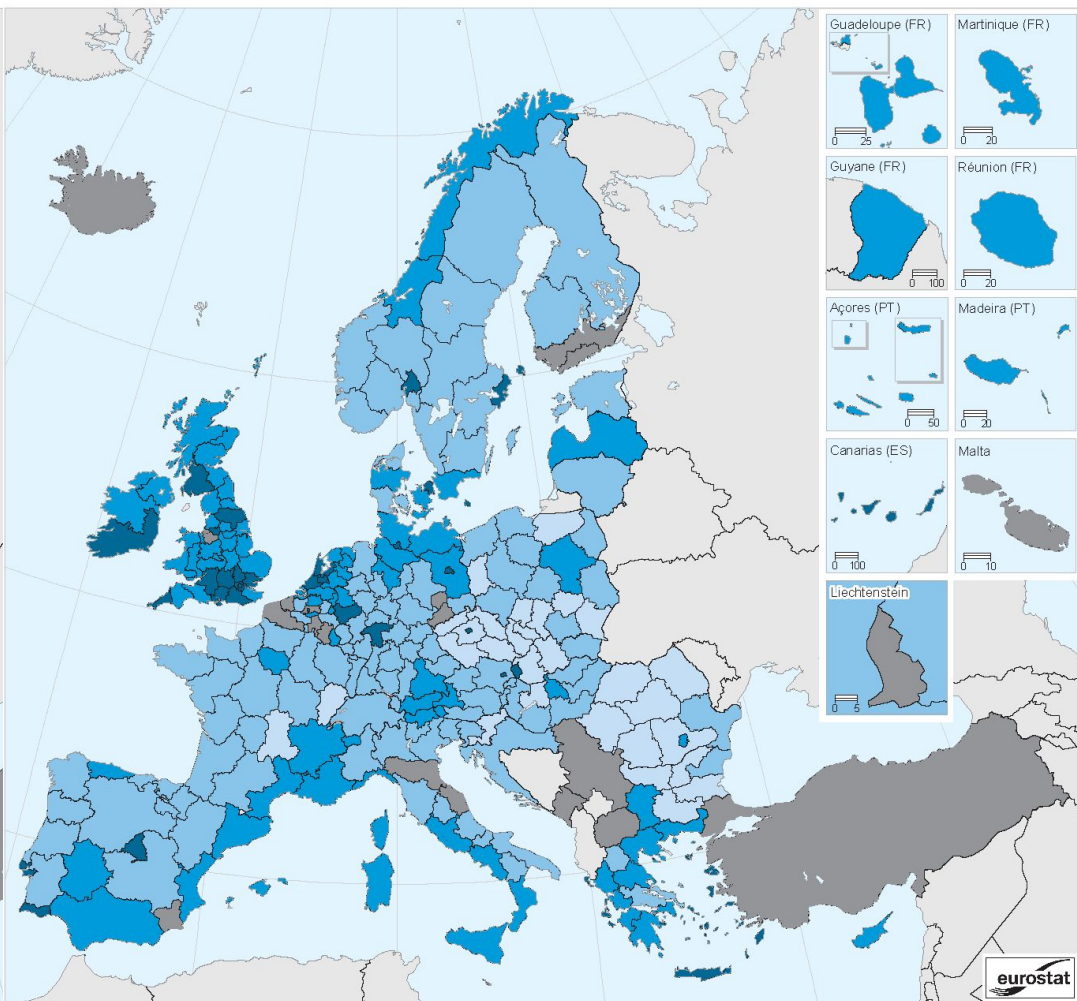 Guadeloupe (FR)
0 25
Martinique (FR)
0 20
Guyane (FR)
0 100
Réunion (FR)
0 20
Açores (PT)
0 50
Madeira (PT)
0 20
Canarias (ES)
0 100
Malta
0 10
Liechtenstein
0 5
eurostat